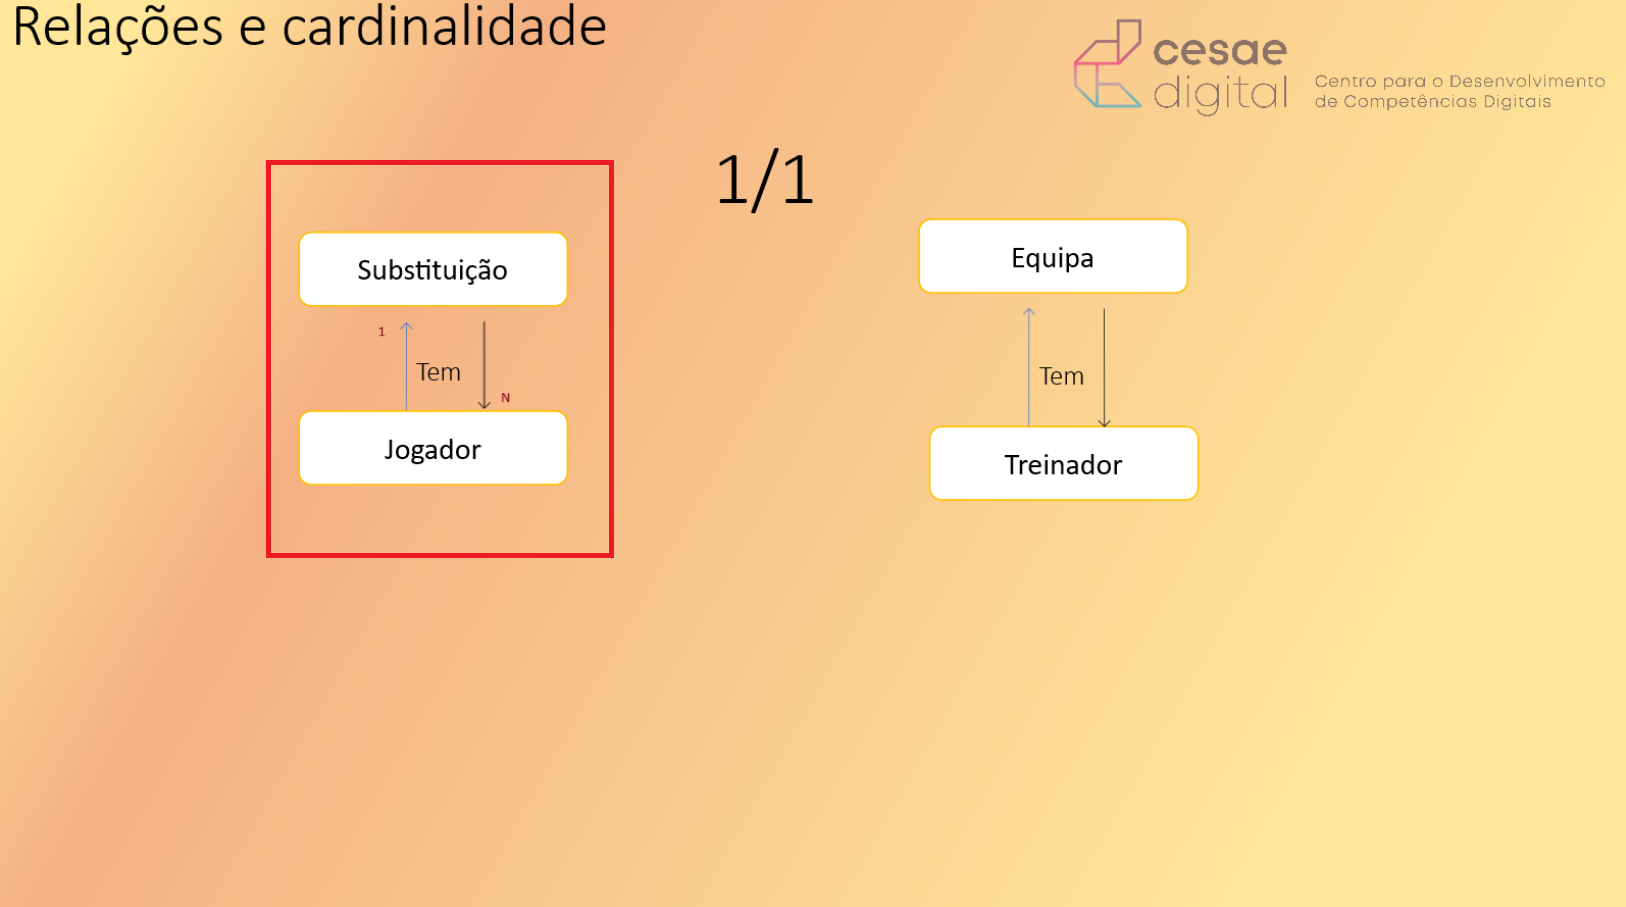 Relações e cardinalidade
cesae
digital
Centro para o Desenvolvimento
de Competências Digitais
1/1
Substituição
1
Tem
N
Jogador
Equipa
Tem
Treinador